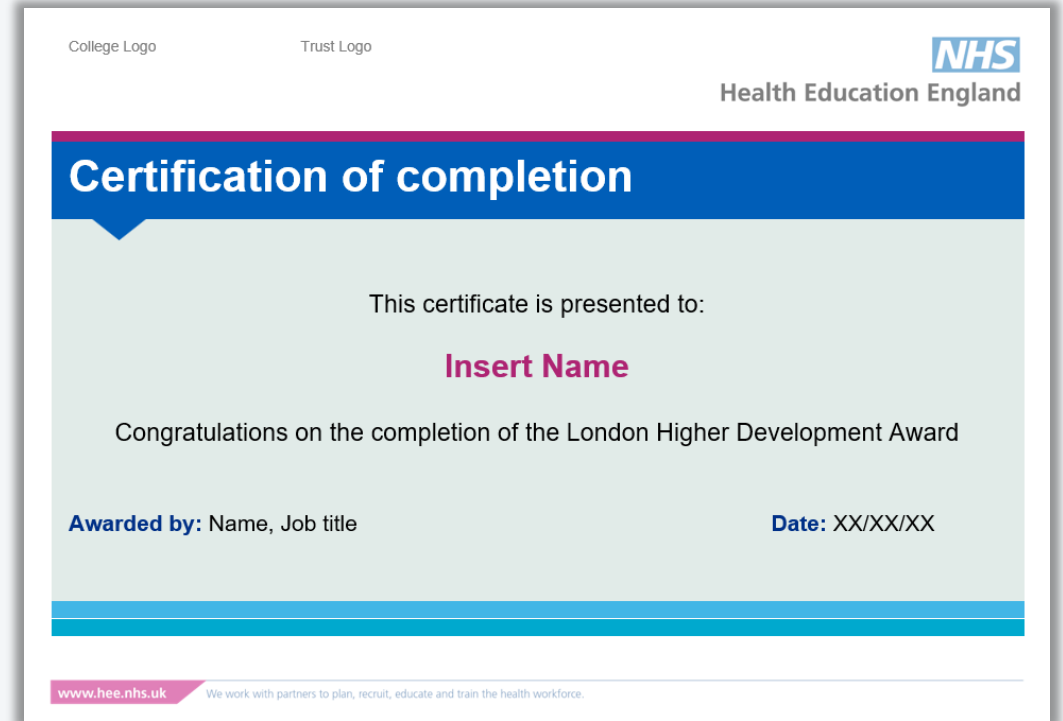 College Logo Trust Logo NHS
Health Education England
Certification of completion
This certificate is presented to:
Insert Name
Congratulations on the completion of the London Higher Development Award
Awarded by: Name, Job title Date: XX/XX/XX
www.hee.nhs.uk We work with partners to plan, recruit, educate and train the health workforce.